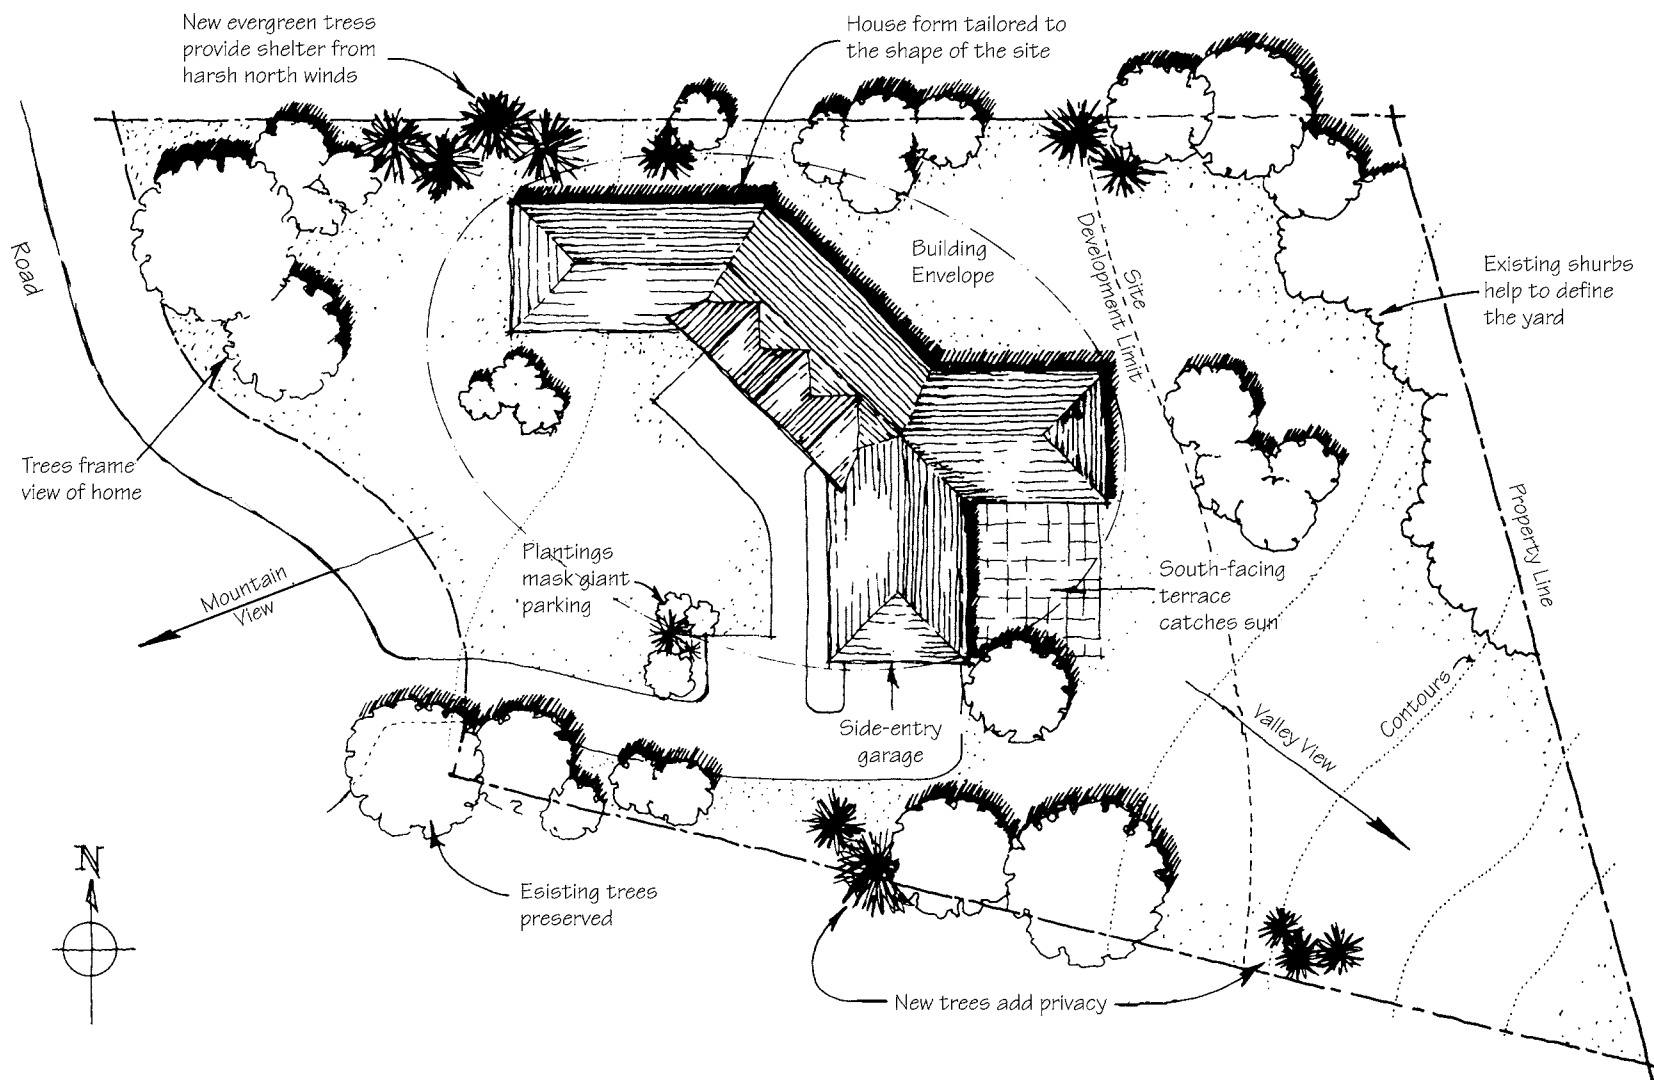 New evergreen tress
provide shelter from
harsh north winds
House form tailored to
the shape of the site
Road
Building
Envelope
Site
Development Limit
Existing shurbs
help to define
the yard
Trees frame
view of home
Property Line
Plantings
mask giant
parking
South-facing
terrace
catches sun
Mountain
View
Contours
Valley View
Side-entry
garage
N
Esisting trees
preserved
New trees add privacy